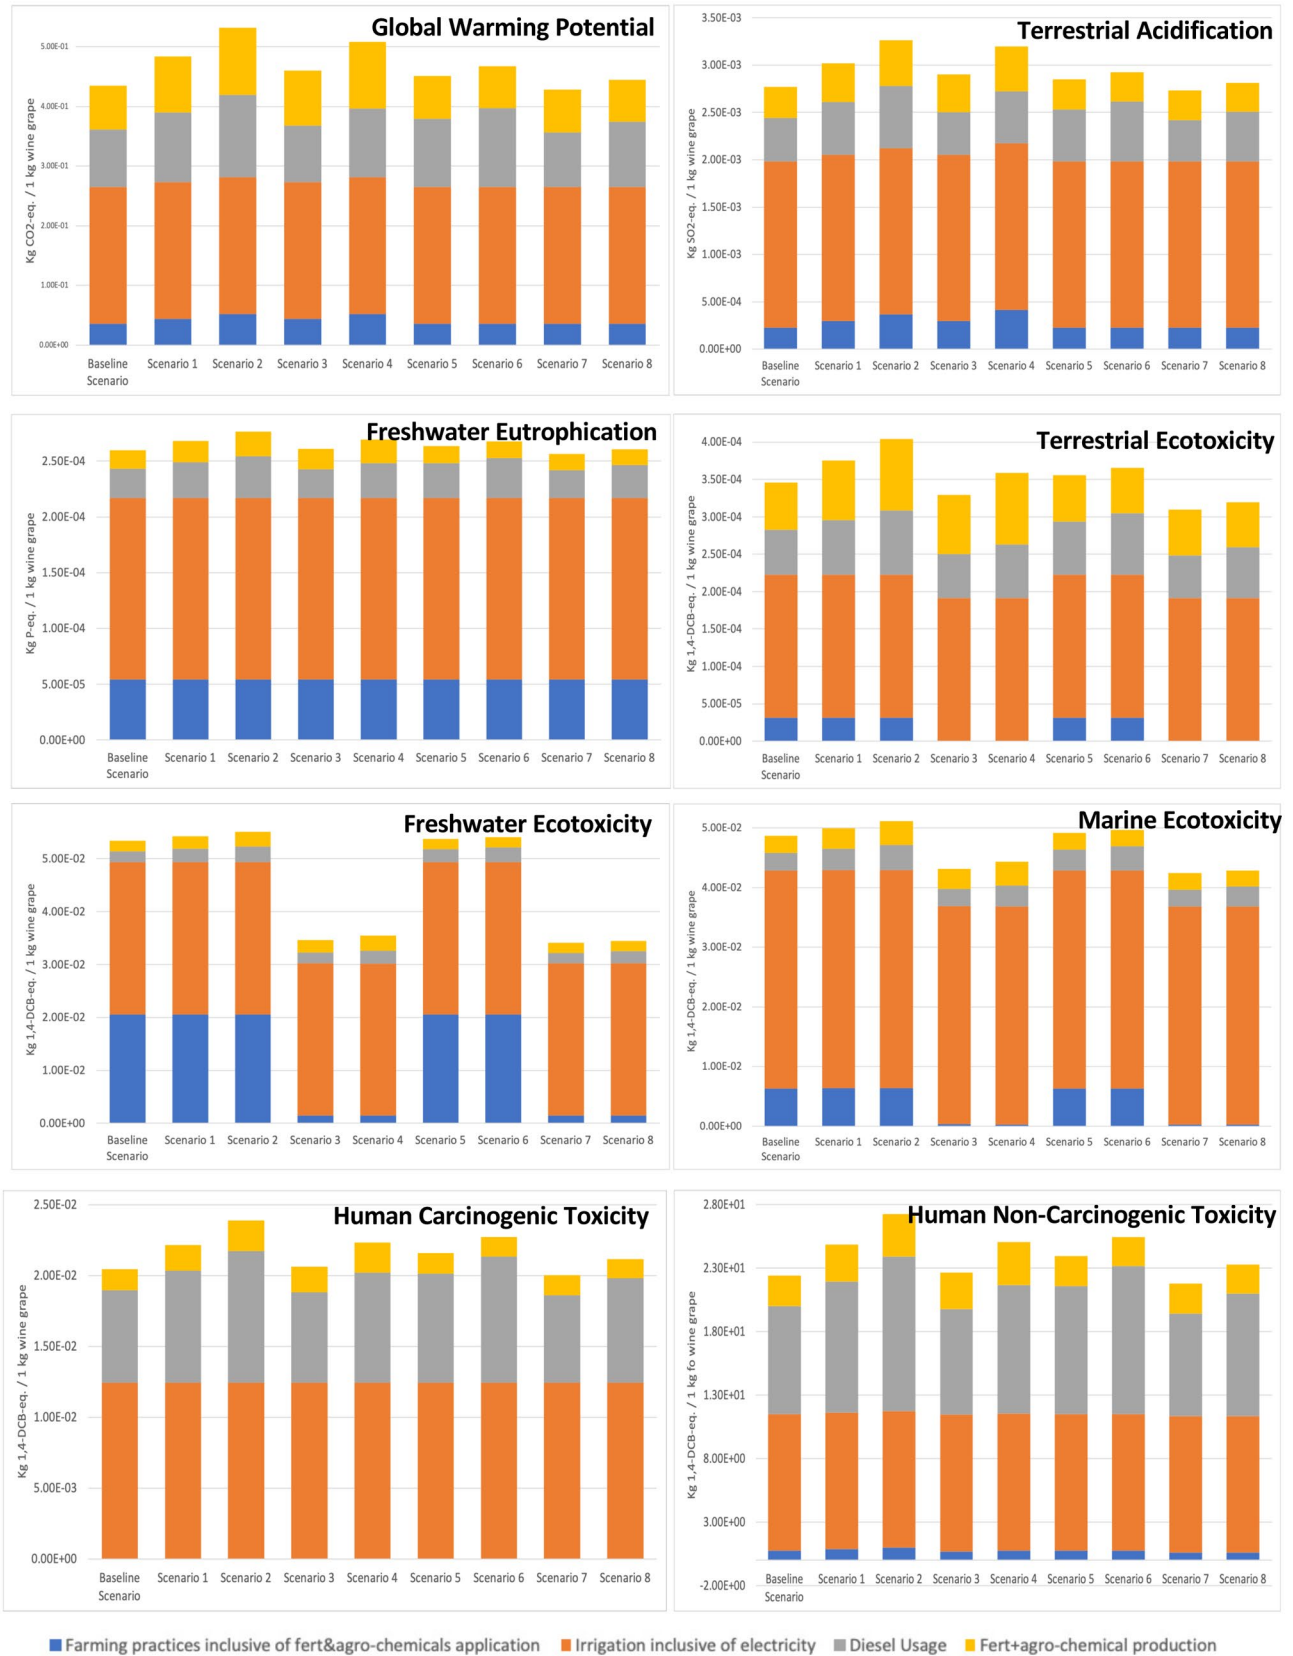 Global Warming Potential
Kg CO2-eq. / 1 kg wine grape
5.00E-01
4.00E-01
3.00E-01
2.00E-01
1.00E-01
0.00E+00
Baseline Scenario
Scenario 1
Scenario 2
Scenario 3
Scenario 4
Scenario 5
Scenario 6
Scenario 7
Scenario 8
Terrestrial Acidification
Kg SO2-eq. / 1 kg wine grape
3.50E-03
3.00E-03
2.50E-03
2.00E-03
1.50E-03
1.00E-03
5.00E-04
0.00E+00
Baseline Scenario
Scenario 1
Scenario 2
Scenario 3
Scenario 4
Scenario 5
Scenario 6
Scenario 7
Scenario 8
Freshwater Eutrophication
Kg P-eq. / 1 kg wine grape
2.50E-04
2.00E-04
1.50E-04
1.00E-04
5.00E-05
0.00E+00
Baseline Scenario
Scenario 1
Scenario 2
Scenario 3
Scenario 4
Scenario 5
Scenario 6
Scenario 7
Scenario 8
Terrestrial Ecotoxicity
Kg 1,4-DCB-eq. / 1 kg wine grape
4.00E-04
3.50E-04
3.00E-04
2.50E-04
2.00E-04
1.50E-04
1.00E-04
5.00E-05
0.00E+00
Baseline Scenario
Scenario 1
Scenario 2
Scenario 3
Scenario 4
Scenario 5
Scenario 6
Scenario 7
Scenario 8
Freshwater Ecotoxicity
Kg 1,4-DCB-eq. / 1 kg wine grape
5.00E-02
4.00E-02
3.00E-02
2.00E-02
1.00E-02
0.00E+00
Baseline Scenario
Scenario 1
Scenario 2
Scenario 3
Scenario 4
Scenario 5
Scenario 6
Scenario 7
Scenario 8
Marine Ecotoxicity
Kg 1,4-DCB-eq. / 1 kg wine grape
5.00E-02
4.00E-02
3.00E-02
2.00E-02
1.00E-02
0.00E+00
Baseline Scenario
Scenario 1
Scenario 2
Scenario 3
Scenario 4
Scenario 5
Scenario 6
Scenario 7
Scenario 8
Human Carcinogenic Toxicity
Kg 1,4-DCB-eq. / 1 kg wine grape
2.50E-02
2.00E-02
1.50E-02
1.00E-02
5.00E-03
0.00E+00
Baseline Scenario
Scenario 1
Scenario 2
Scenario 3
Scenario 4
Scenario 5
Scenario 6
Scenario 7
Scenario 8
Human Non-Carcinogenic Toxicity
Kg 1,4-DCB-eq. / 1 kg fo wine grape
2.80E+01
2.30E+01
1.80E+01
1.30E+01
8.00E+00
3.00E+00
-2.00E+00
Baseline Scenario
Scenario 1
Scenario 2
Scenario 3
Scenario 4
Scenario 5
Scenario 6
Scenario 7
Scenario 8
Farming practices inclusive of fert&agro-chemicals application
Irrigation inclusive of electricity
Diesel Usage
Fert+agro-chemical production